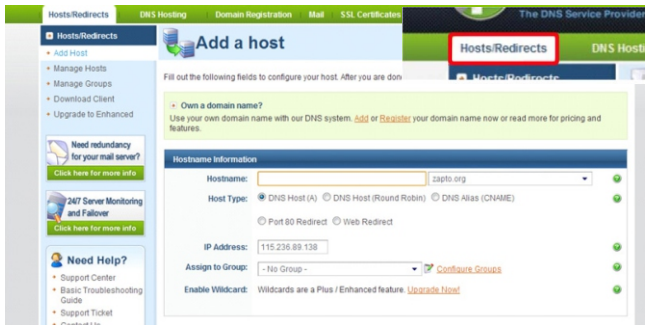 Hosts/Redirects DNS Hosting Domain Registration Mail SSL Certificates
The DNS Service Provider
Hosts/Redirects DNS Hosti
Hosts/Redirects
Hosts/Redirects
Add Host
Manage Hosts
Manage Groups
Download Client
Upgrade to Enhanced
Need redundancy
for your mail server?
Click here for more info
24/7 Server Monitoring
and Failover
Click here for more info
Need Help?
Support Center
Basic Troubleshooting
Guide
Support Ticket
Contact Us
Add a host
Fill out the following fields to configure your host. After you are don
Own a domain name?
Use your own domain name with our DNS system. Add or Register your domain name now or read more for pricing and
features.
Hostname Information
Hostname: zapto.org
Host Type: DNS Host (A) DNS Host (Round Robin) DNS Alias (CNAME)
Port 80 Redirect Web Redirect
IP Address: 115.236.89.138
Assign to Group: - No Group - Configure Groups
Enable Wildcard: Wildcards are a Plus / Enhanced feature. Upgrade Now!